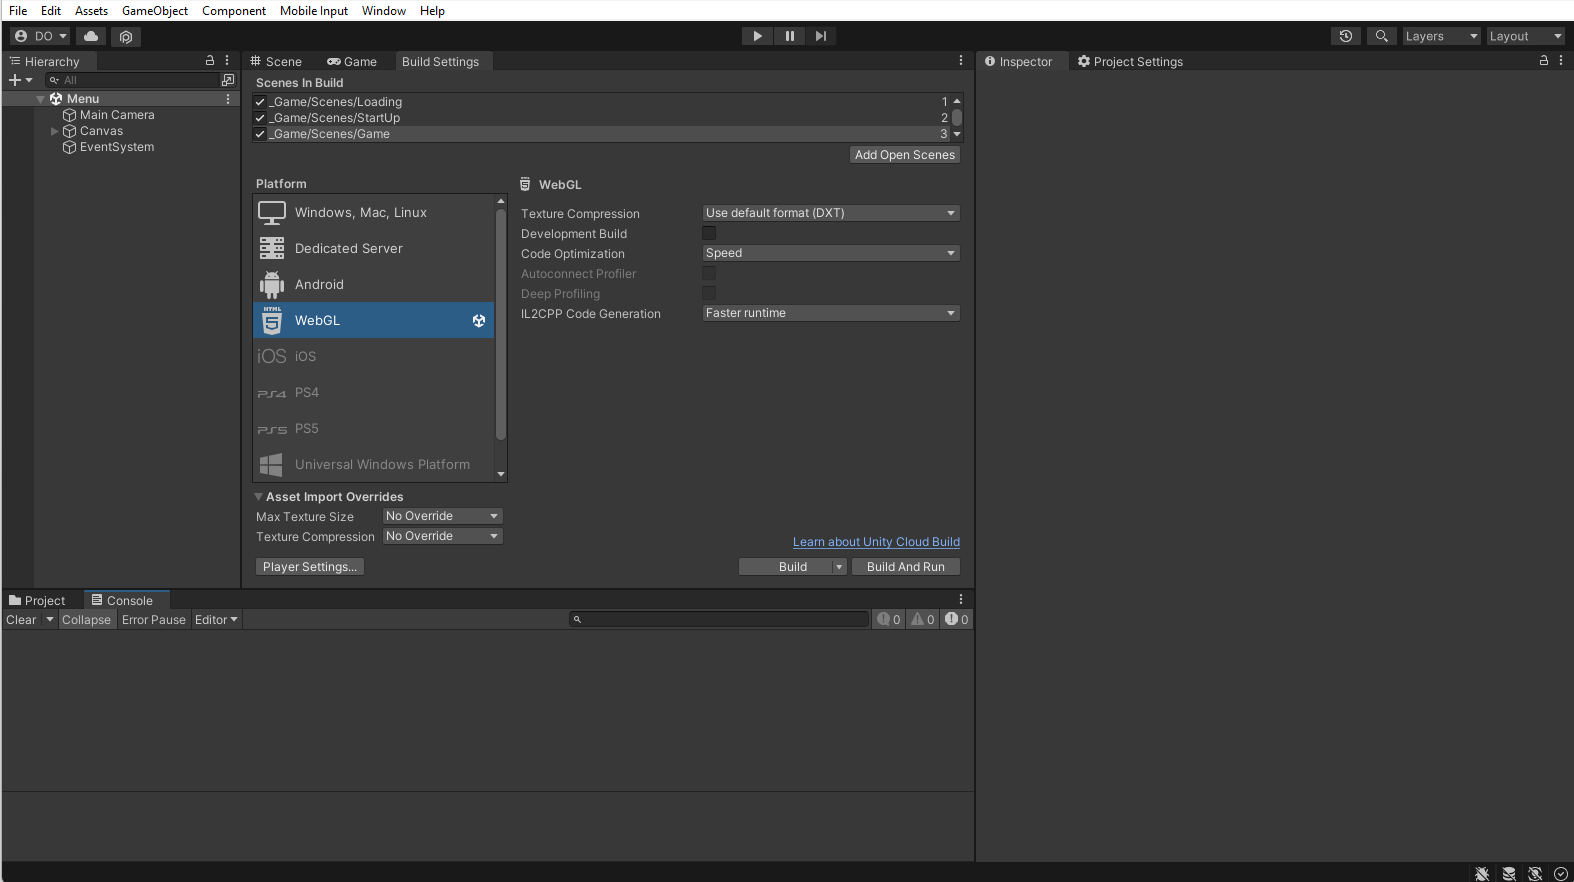 File Edit Assets GameObject Component Mobile Input Window Help
DO Layers Layout
Hierarchy
All
Menu
Main Camera
Canvas
EventSystem
Scene Game Build Settings
Scenes In Build
_Game/Scenes/Loading 1
_Game/Scenes/StartUp 2
_Game/Scenes/Game 3
Add Open Scenes
Platform
Windows, Mac, Linux
Dedicated Server
Android
HTML 5 WebGL
iOS iOS
PS4 PS4
PS5 PS5
Universal Windows Platform
WebGL
Texture Compression Use default format (DXT)
Development Build
Code Optimization Speed
Autoconnect Profiler
Deep Profiling
IL2CPP Code Generation Faster runtime
Asset Import Overrides
Max Texture Size No Override
Texture Compression No Override
Learn about Unity Cloud Build
Player Settings... Build Build And Run
Inspector Project Settings
Project Console
Clear Collapse Error Pause Editor 0 0 0